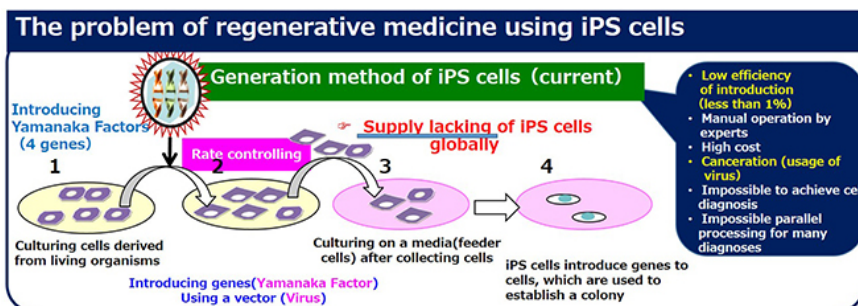 The problem of regenerative medicine using iPS cells
Generation method of iPS cells (current)
Introducing
Yamanaka Factors
(4 genes)
Rate controlling
☞ Supply lacking of iPS cells
globally
1
2
3
4
Culturing cells derived
from living organisms
Introducing genes(Yamanaka Factor)
Using a vector (Virus)
Culturing on a media(feeder
cells) after collecting cells
iPS cells introduce genes to
cells, which are used to
establish a colony
• Low efficiency
of introduction
(less than 1%)
• Manual operation by
experts
• High cost
• Canceration (usage of
virus)
• Impossible to achieve ce
diagnosis
• Impossible parallel
processing for many
diagnoses